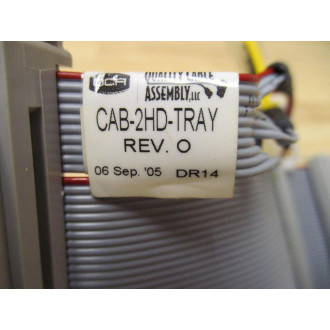 QUALITY CABLE
ASSEMBLY, LLC
CAB-2HD-TRAY
REV. O
06 Sep. '05 DR14